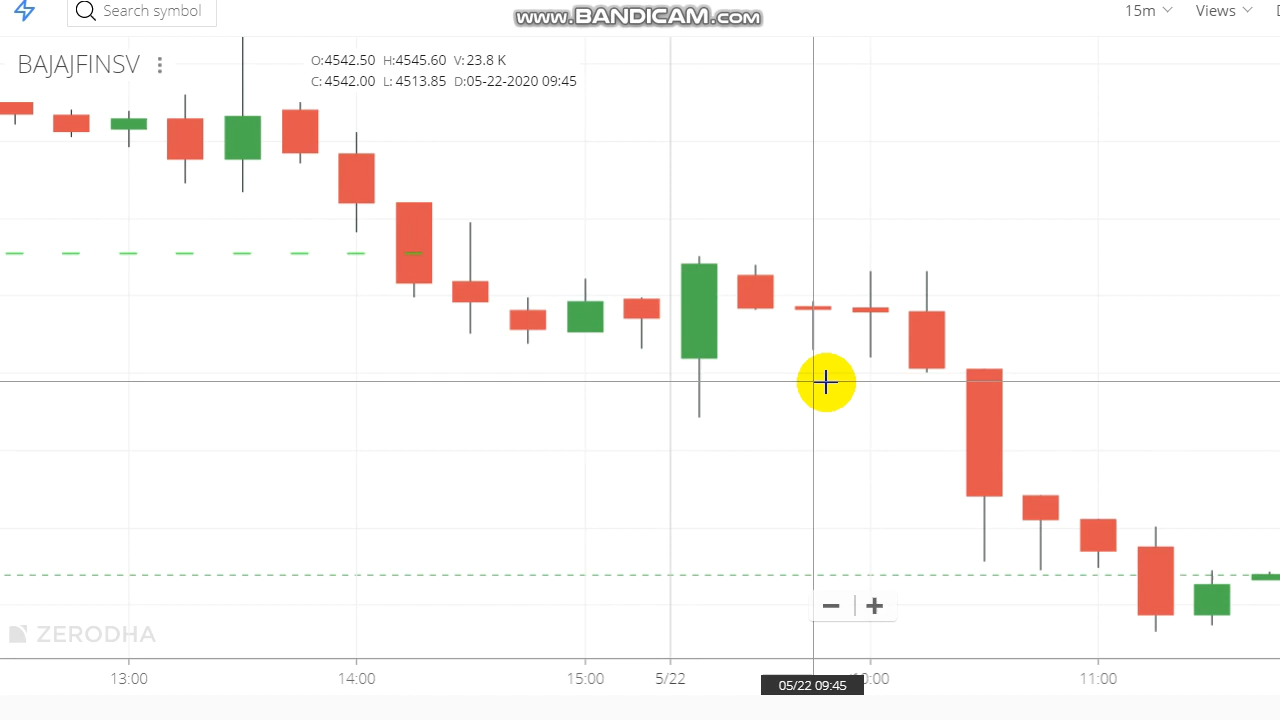 Search symbol
www.BANDICAM.com
15m
Views
BAJAJFINSV
O:4542.50 H:4545.60 V:23.8 K
C:4542.00 L:4513.85 D:05-22-2020 09:45
ZERODHA
13:00 14:00 15:00 5/22 05/22 09:45 :00 11:00